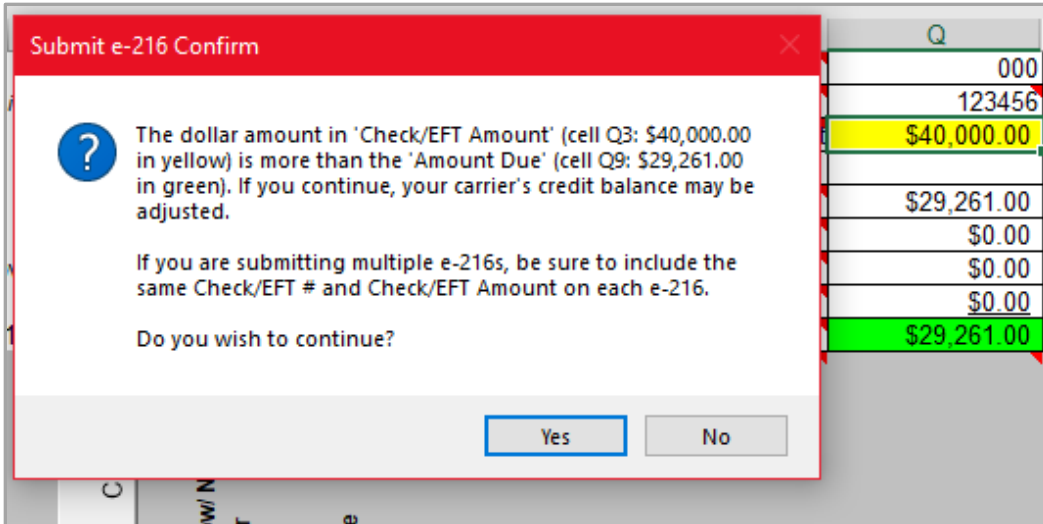 Submit e-216 Confirm
Q
000
123456
$40,000.00
$29,261.00
$0.00
$0.00
$0.00
$29,261.00
The dollar amount in 'Check/EFT Amount' (cell Q3: $40,000.00
in yellow) is more than the 'Amount Due' (cell Q9: $29,261.00
in green). If you continue, your carrier's credit balance may be
adjusted.
If you are submitting multiple e-216s, be sure to include the
same Check/EFT # and Check/EFT Amount on each e-216.
Do you wish to continue?
Yes
No